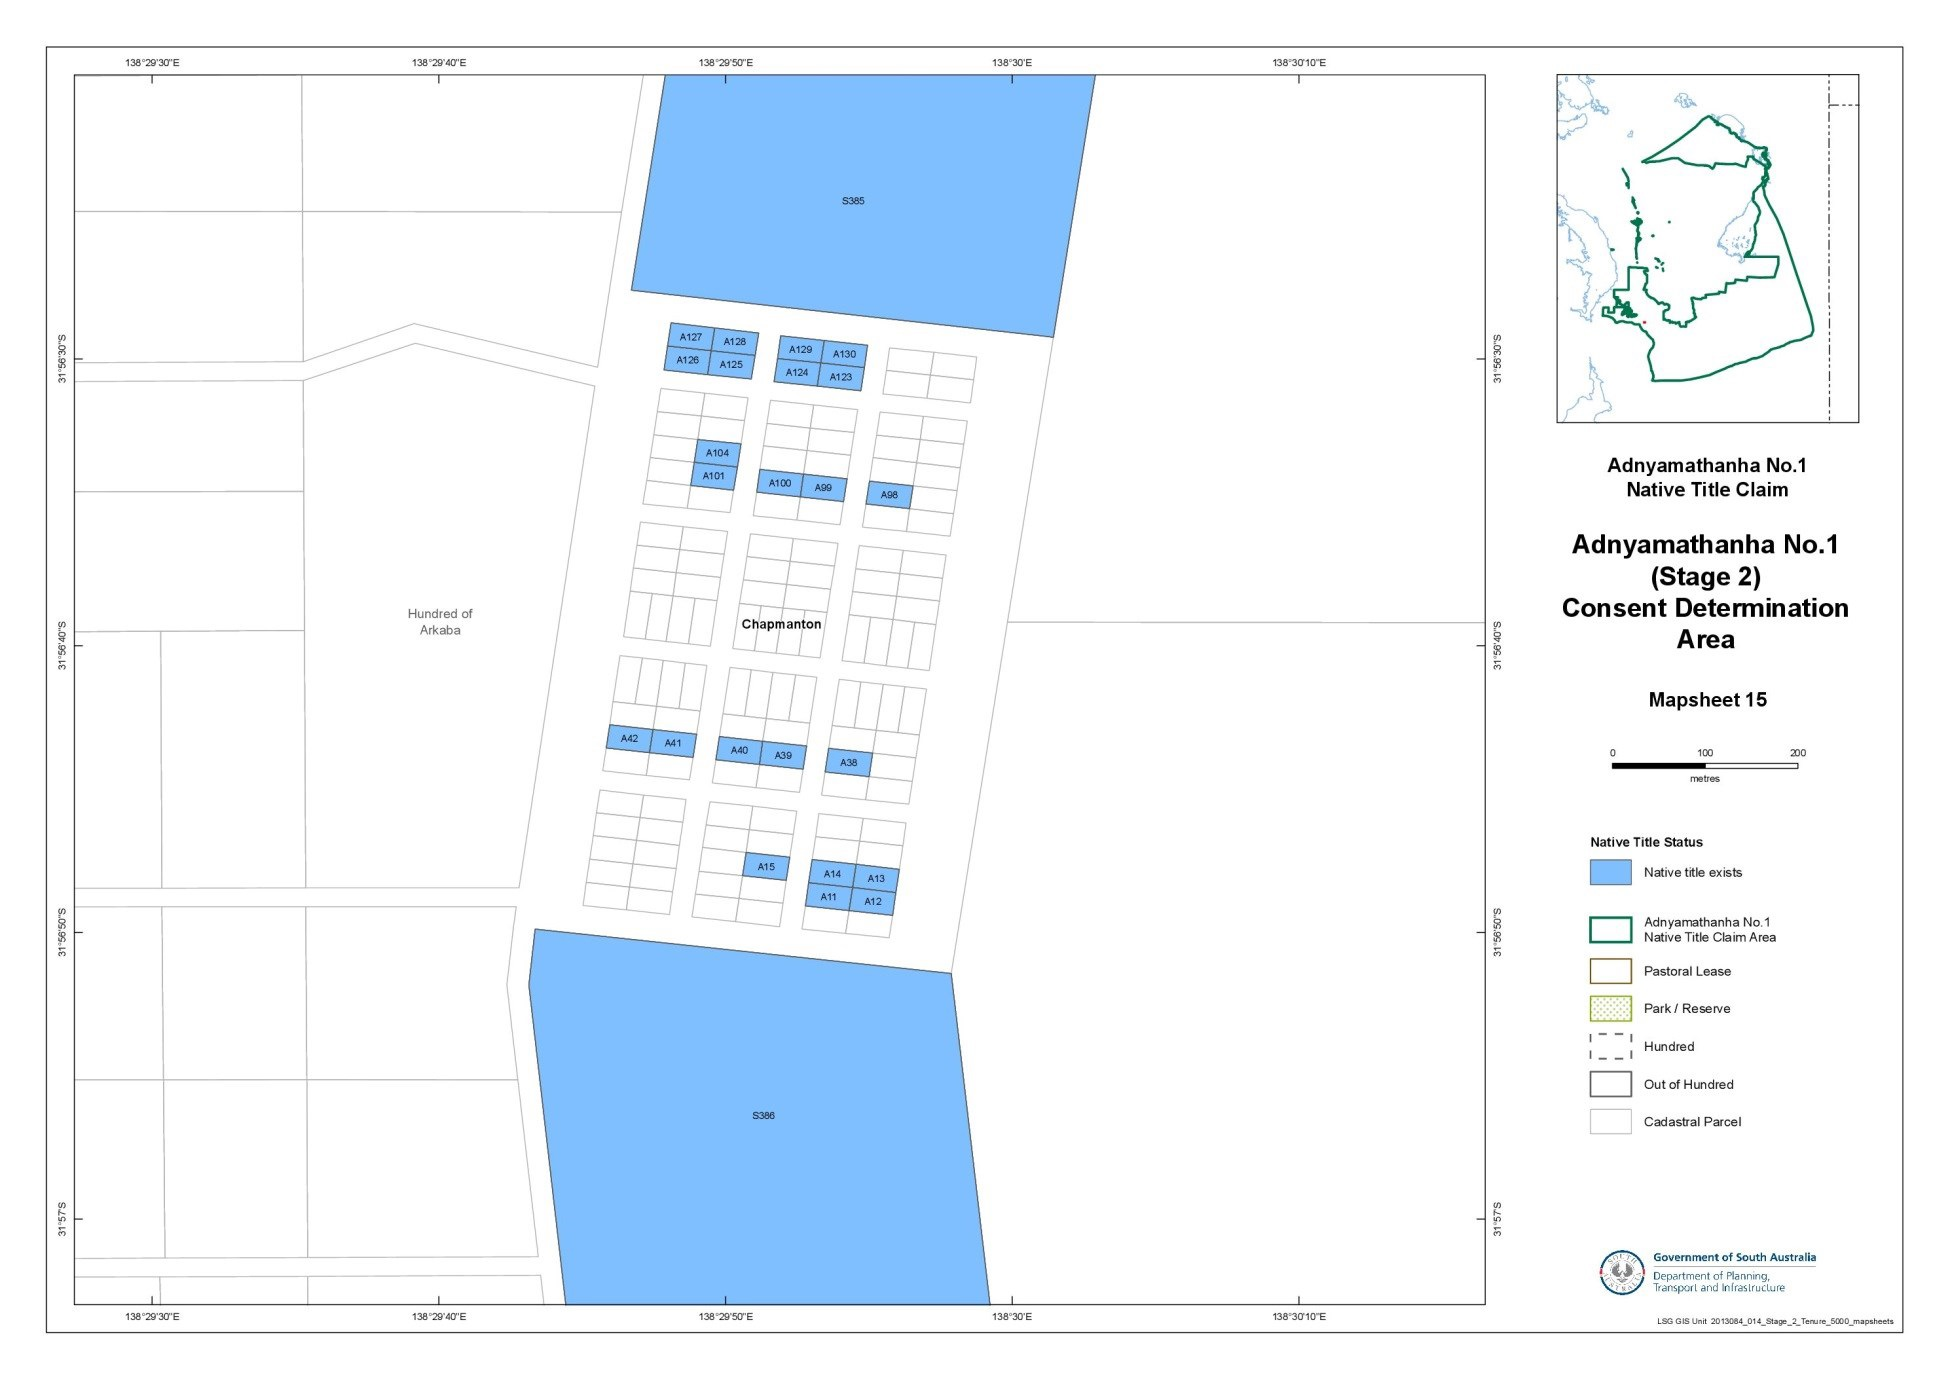 138°29'30"E
138°29'40"E
138°29'50"E
138°30'E
138°30'10"E
S385
31°56'30"S
31°56'30"S
A127
A128
A129
A130
A126
A125
A124
A123
A104
A101
A100
A99
A98
Hundred of
Arkaba
Chapmanton
31°56'40"S
31°56'40"S
A42
A41
A40
A39
A38
A15
A14
A13
A11
A12
31°56'50"S
31°56'50"S
S386
31°57'S
31°57'S
138°29'30"E
138°29'40"E
138°29'50"E
138°30'E
138°30'10"E
Adnyamathanha No.1
Native Title Claim
Adnyamathanha No.1
(Stage 2)
Consent Determination
Area
Mapsheet 15
0 100 200
metres
Native Title Status
Native title exists
Adnyamathanha No.1
Native Title Claim Area
Pastoral Lease
Park / Reserve
Hundred
Out of Hundred
Cadastral Parcel
SOUTH
AUSTRALIA
Government of South Australia
Department of Planning,
Transport and Infrastructure
LSG GIS Unit 2013084_014_Stage_2_Tenure_5000_mapsheets